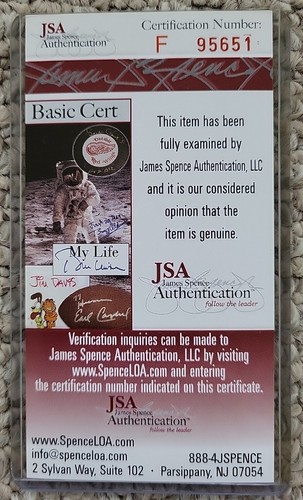 JSA
James Spence
Authentication
Certification Number:
F 95651
James Spence
Basic Cert
My Life
JIM DAVIS
This item has been
fully examined by
James Spence Authentication, LLC
and it is our considered
opinion that the
item is genuine.
JSA
James Spence
Authentication
follow the leader
Verification inquiries can be made to
James Spence Authentication, LLC by visiting
www.SpenceLOA.com and entering
the certification number indicated on this certificate.
JSA
James Spence
Authentication
follow the leader
www.SpenceLOA.com
info@spenceloa.com
888-4JSPENCE
2 Sylvan Way, Suite 102 · Parsippany, NJ 07054